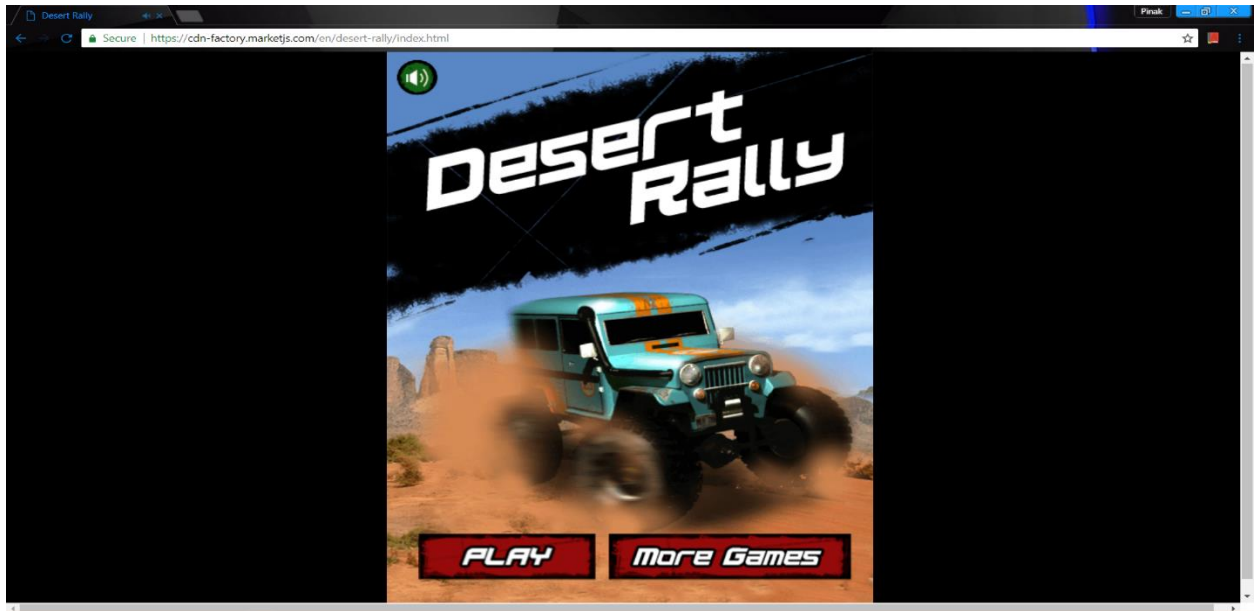 Desert Rally
Pinak
Secure | https://cdn-factory.marketjs.com/en/desert-rally/index.html
Desert
Rally
PLAY
More Games